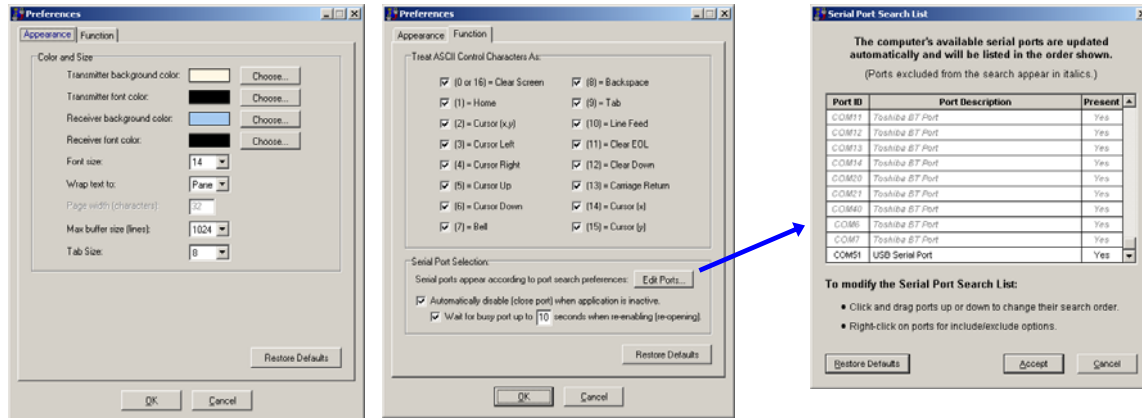 Preferences
Appearance Function
Color and Size
Transmitter background color: Choose...
Transmitter font color: Choose...
Receiver background color: Choose...
Receiver font color: Choose...
Font size: 14
Wrap text to: Pane
Page width (characters): 32
Max buffer size (lines): 1024
Tab Size: 8
Restore Defaults
OK Cancel
Preferences
Appearance Function
Treat ASCII Control Characters As:
(0 or 16) = Clear Screen (8) = Backspace
(1) = Home (9) = Tab
(2) = Cursor (x,y) (10) = Line Feed
(3) = Cursor Left (11) = Clear EOL
(4) = Cursor Right (12) = Clear Down
(5) = Cursor Up (13) = Carriage Return
(6) = Cursor Down (14) = Cursor (x)
(7) = Bell (15) = Cursor (y)
Serial Port Selection:
Serial ports appear according to port search preferences: Edit Ports...
Automatically disable (close port) when application is inactive.
Wait for busy port up to 10 seconds when re-enabling (re-opening).
Restore Defaults
OK Cancel
Serial Port Search List
The computer's available serial ports are updated
automatically and will be listed in the order shown.
(Ports excluded from the search appear in italics.)
Port ID Port Description Present
COM11 Toshiba BT Port Yes
COM12 Toshiba BT Port Yes
COM13 Toshiba BT Port Yes
COM14 Toshiba BT Port Yes
COM20 Toshiba BT Port Yes
COM21 Toshiba BT Port Yes
COM40 Toshiba BT Port Yes
COM6 Toshiba BT Port Yes
COM7 Toshiba BT Port Yes
COM51 USB Serial Port Yes
To modify the Serial Port Search List:
• Click and drag ports up or down to change their search order.
• Right-click on ports for include/exclude options.
Restore Defaults Accept Cancel